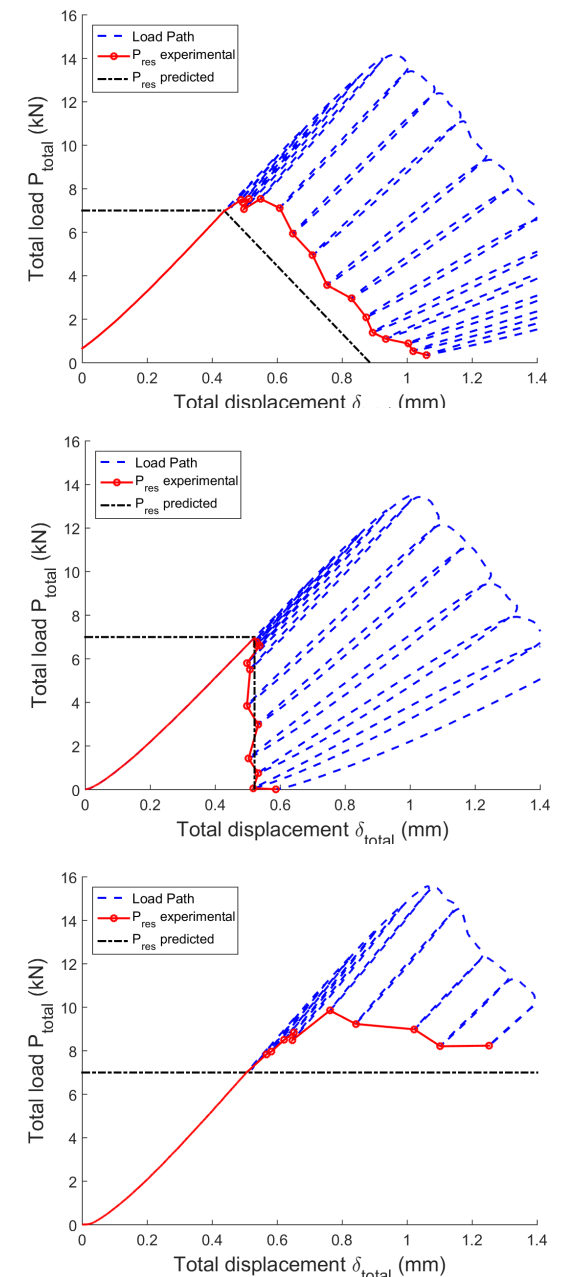 16
14
12
10
8
6
4
2
0
Total load P_total (kN)
Load Path
P_res experimental
P_res predicted
0 0.2 0.4 0.6 0.8 1 1.2 1.4
Total displacement δ (mm)
16
14
12
10
8
6
4
2
0
Total load P_total (kN)
Load Path
P_res experimental
P_res predicted
0 0.2 0.4 0.6 0.8 1 1.2 1.4
Total displacement δ_total (mm)
16
14
12
10
8
6
4
2
0
Total load P_total (kN)
Load Path
P_res experimental
P_res predicted
0 0.2 0.4 0.6 0.8 1 1.2 1.4
Total displacement δ_total (mm)